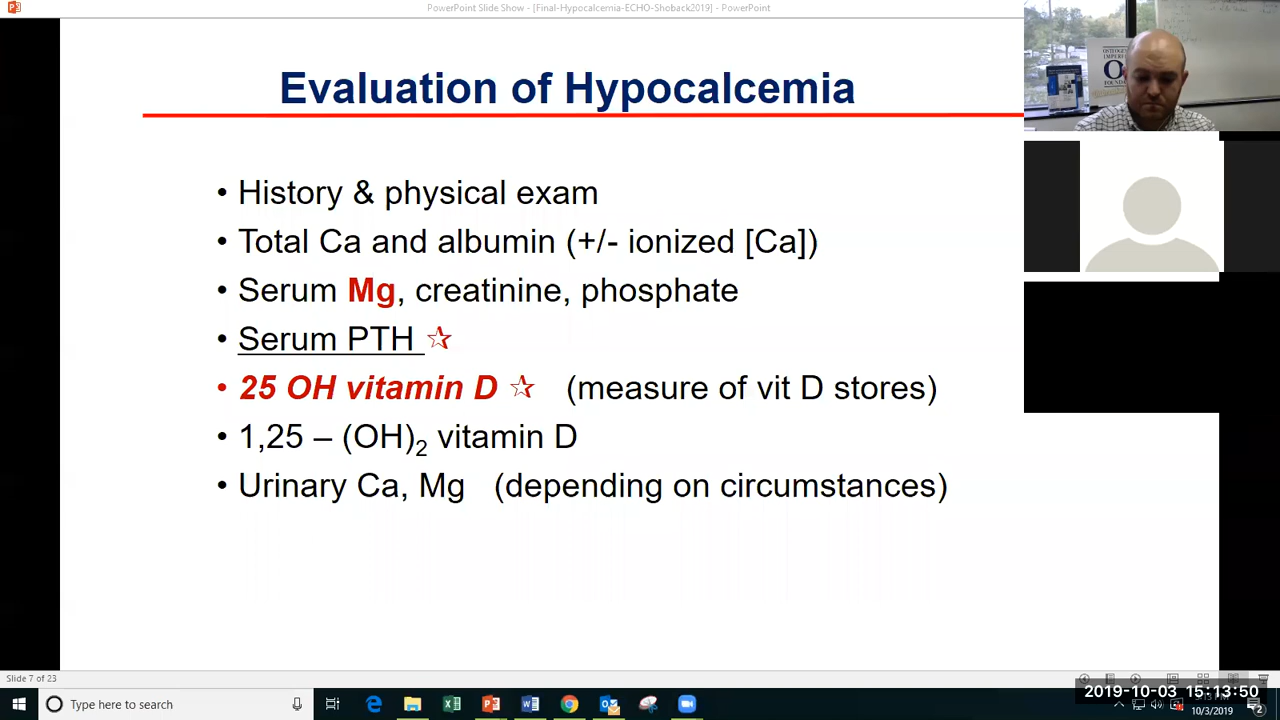 PowerPoint Slide Show - [Final-Hypocalcemia-ECHO-Shoback2019] - PowerPoint
Evaluation of Hypocalcemia
• History & physical exam
• Total Ca and albumin (+/- ionized [Ca])
• Serum Mg, creatinine, phosphate
• Serum PTH ☆
• 25 OH vitamin D ☆ (measure of vit D stores)
• 1,25 – (OH)₂ vitamin D
• Urinary Ca, Mg (depending on circumstances)
Slide 7 of 23
2019-10-03 15:13:50
Type here to search
10/3/2019